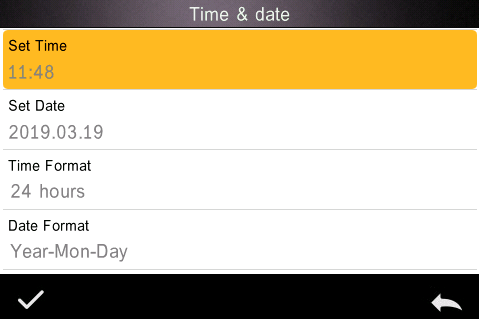 Time & date
Set Time
11:48
Set Date
2019.03.19
Time Format
24 hours
Date Format
Year-Mon-Day